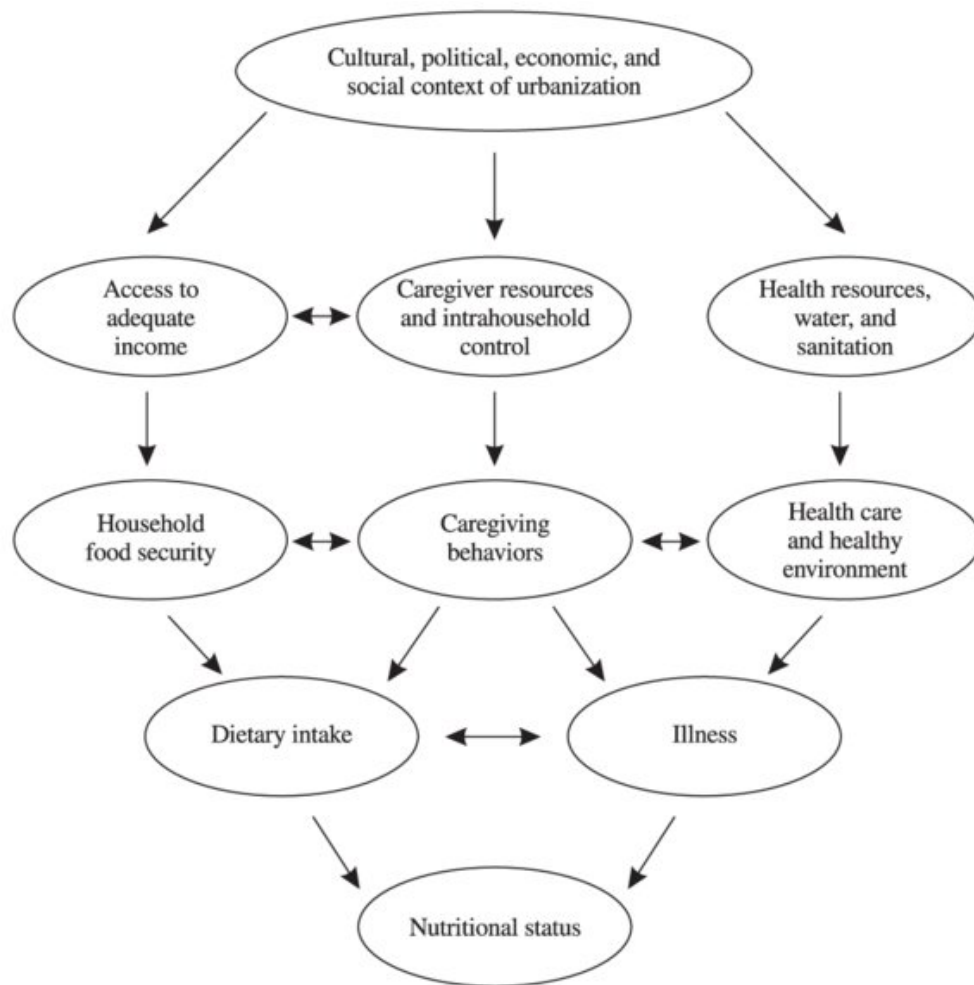 Cultural, political, economic, and
social context of urbanization
Access to
adequate
income
Caregiver resources
and intrahousehold
control
Health resources,
water, and
sanitation
Household
food security
Caregiving
behaviors
Health care
and healthy
environment
Dietary intake
Illness
Nutritional status